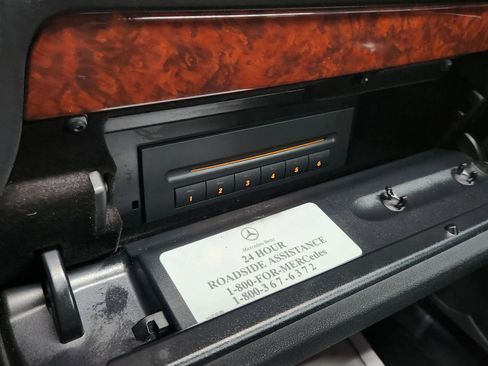 1 2 3 4 5 6
Mercedes-Benz
24 HOUR
ROADSIDE ASSISTANCE
1-800-FOR-MERCedes
1-800-367-6372